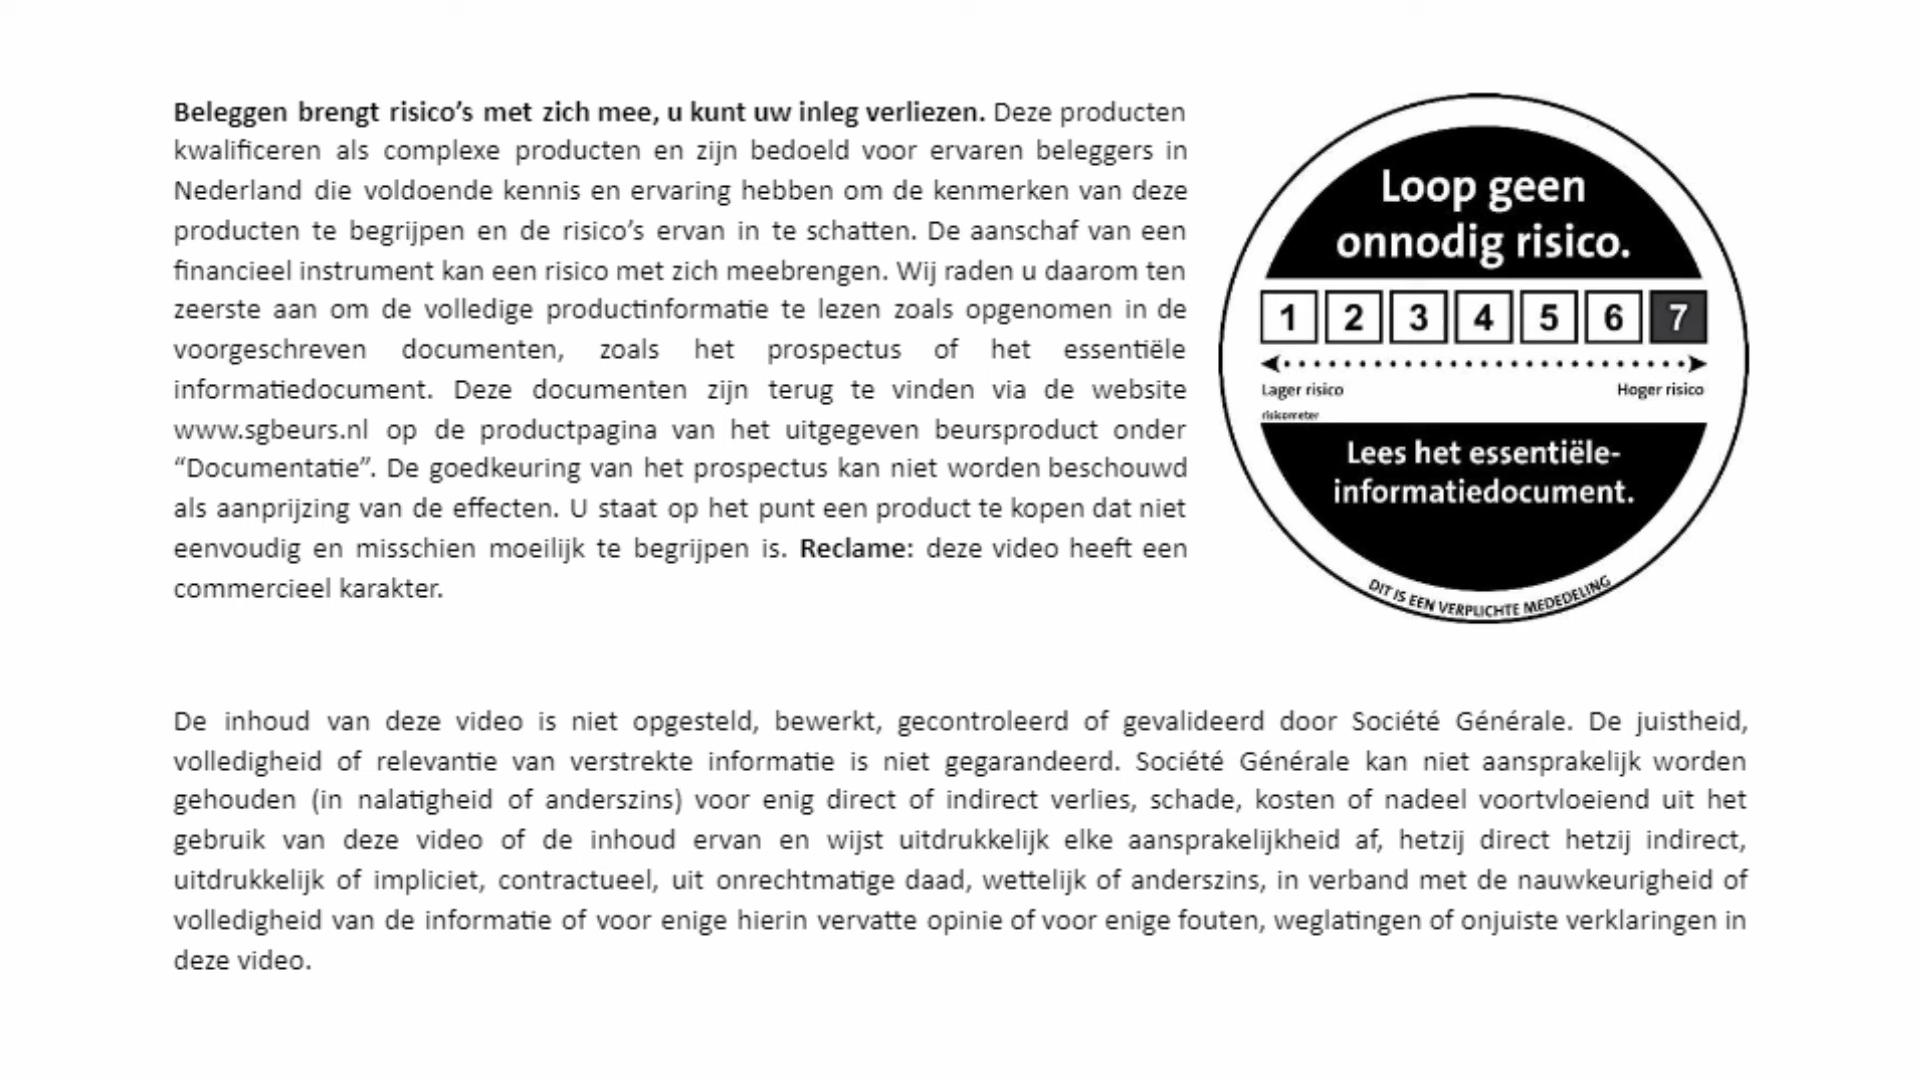 Beleggen brengt risico's met zich mee, u kunt uw inleg verliezen. Deze producten
kwalificeren als complexe producten en zijn bedoeld voor ervaren beleggers in
Nederland die voldoende kennis en ervaring hebben om de kenmerken van deze
producten te begrijpen en de risico's ervan in te schatten. De aanschaf van een
financieel instrument kan een risico met zich meebrengen. Wij raden u daarom ten
zeerste aan om de volledige productinformatie te lezen zoals opgenomen in de
voorgeschreven documenten, zoals het prospectus of het essentiële
informatiedocument. Deze documenten zijn terug te vinden via de website
www.sgbeurs.nl op de productpagina van het uitgegeven beursproduct onder
“Documentatie”. De goedkeuring van het prospectus kan niet worden beschouwd
als aanprijzing van de effecten. U staat op het punt een product te kopen dat niet
eenvoudig en misschien moeilijk te begrijpen is. Reclame: deze video heeft een
commercieel karakter.
Loop geen
onnodig risico.
1 2 3 4 5 6 7
Lager risico Hoger risico
risicometer
Lees het essentiële-
informatiedocument.
DIT IS EEN VERPLICHTE MEDEDELING
De inhoud van deze video is niet opgesteld, bewerkt, gecontroleerd of gevalideerd door Société Générale. De juistheid,
volledigheid of relevantie van verstrekte informatie is niet gegarandeerd. Société Générale kan niet aansprakelijk worden
gehouden (in nalatigheid of anderszins) voor enig direct of indirect verlies, schade, kosten of nadeel voortvloeiend uit het
gebruik van deze video of de inhoud ervan en wijst uitdrukkelijk elke aansprakelijkheid af, hetzij direct hetzij indirect,
uitdrukkelijk of impliciet, contractueel, uit onrechtmatige daad, wettelijk of anderszins, in verband met de nauwkeurigheid of
volledigheid van de informatie of voor enige hierin vervatte opinie of voor enige fouten, weglatingen of onjuiste verklaringen in
deze video.